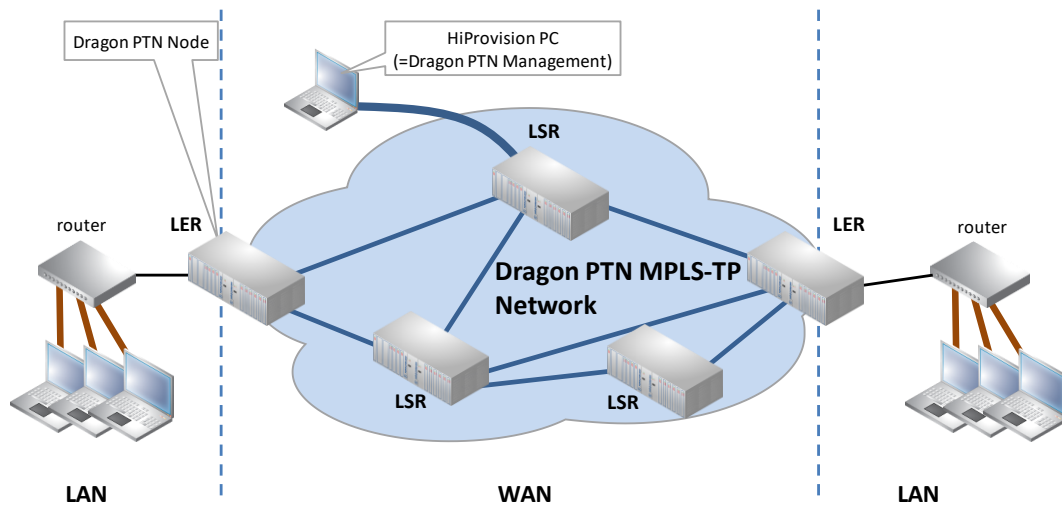 Dragon PTN Node
HiProvision PC
(=Dragon PTN Management)
LSR
router
LER
LER
router
Dragon PTN MPLS-TP
Network
LSR
LSR
LAN
WAN
LAN